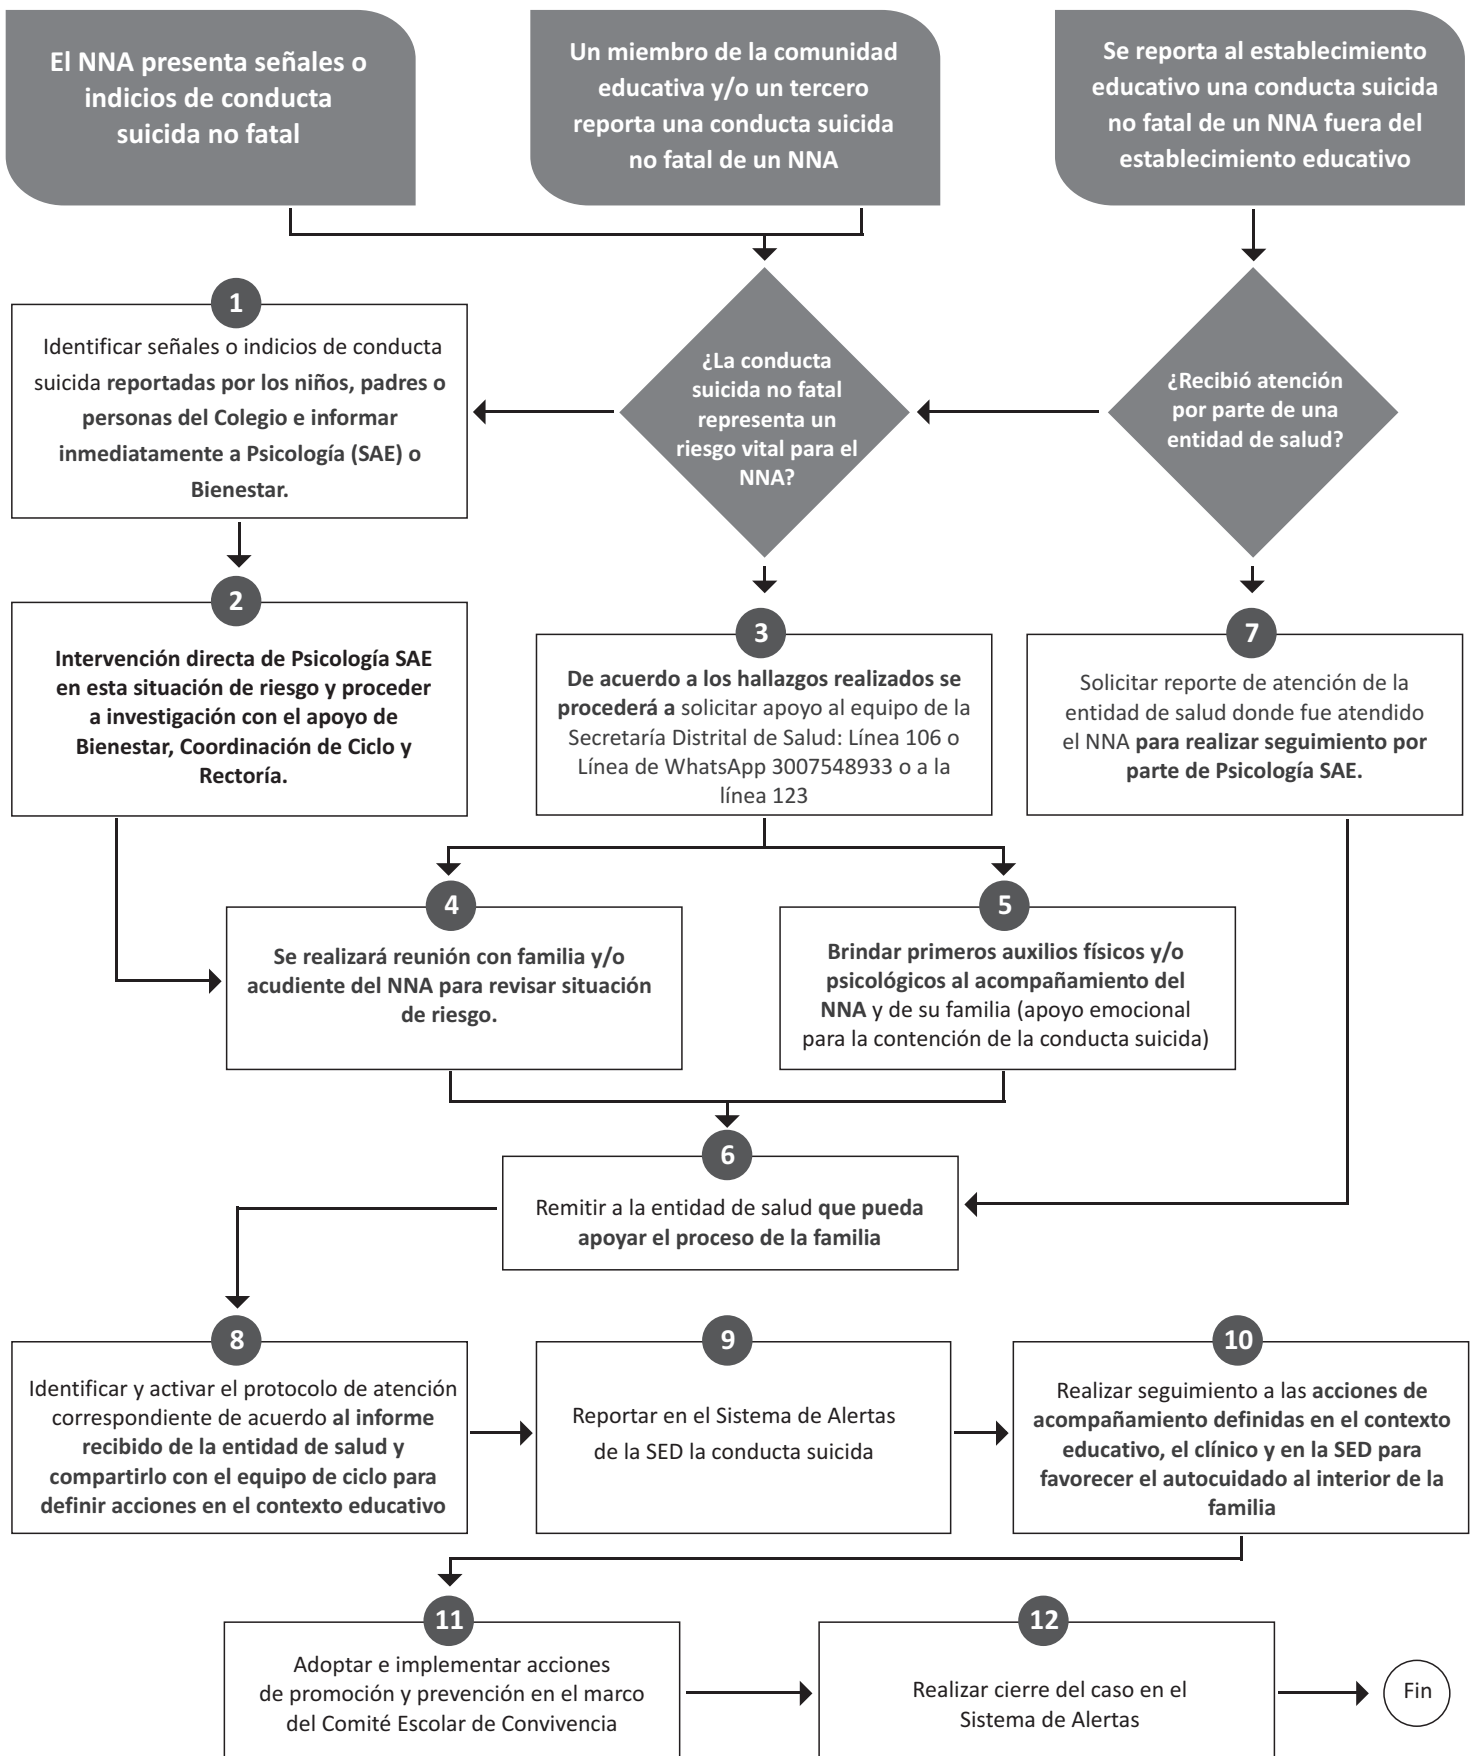 El NNA presenta señales o
indicios de conducta
suicida no fatal
Un miembro de la comunidad
educativa y/o un tercero
reporta una conducta suicida
no fatal de un NNA
Se reporta al establecimiento
educativo una conducta suicida
no fatal de un NNA fuera del
establecimiento educativo
1
Identificar señales o indicios de conducta
suicida reportadas por los niños, padres o
personas del Colegio e informar
inmediatamente a Psicología (SAE) o
Bienestar.
¿La conducta
suicida no fatal
representa un
riesgo vital para el
NNA?
¿Recibió atención
por parte de una
entidad de salud?
2
Intervención directa de Psicología SAE
en esta situación de riesgo y proceder
a investigación con el apoyo de
Bienestar, Coordinación de Ciclo y
Rectoría.
3
De acuerdo a los hallazgos realizados se
procederá a solicitar apoyo al equipo de la
Secretaría Distrital de Salud: Línea 106 o
Línea de WhatsApp 3007548933 o a la
línea 123
7
Solicitar reporte de atención de la
entidad de salud donde fue atendido
el NNA para realizar seguimiento por
parte de Psicología SAE.
4
Se realizará reunión con familia y/o
acudiente del NNA para revisar situación
de riesgo.
5
Brindar primeros auxilios físicos y/o
psicológicos al acompañamiento del
NNA y de su familia (apoyo emocional
para la contención de la conducta suicida)
6
Remitir a la entidad de salud que pueda
apoyar el proceso de la familia
8
Identificar y activar el protocolo de atención
correspondiente de acuerdo al informe
recibido de la entidad de salud y
compartirlo con el equipo de ciclo para
definir acciones en el contexto educativo
9
Reportar en el Sistema de Alertas
de la SED la conducta suicida
10
Realizar seguimiento a las acciones de
acompañamiento definidas en el contexto
educativo, el clínico y en la SED para
favorecer el autocuidado al interior de la
familia
11
Adoptar e implementar acciones
de promoción y prevención en el marco
del Comité Escolar de Convivencia
12
Realizar cierre del caso en el
Sistema de Alertas
Fin